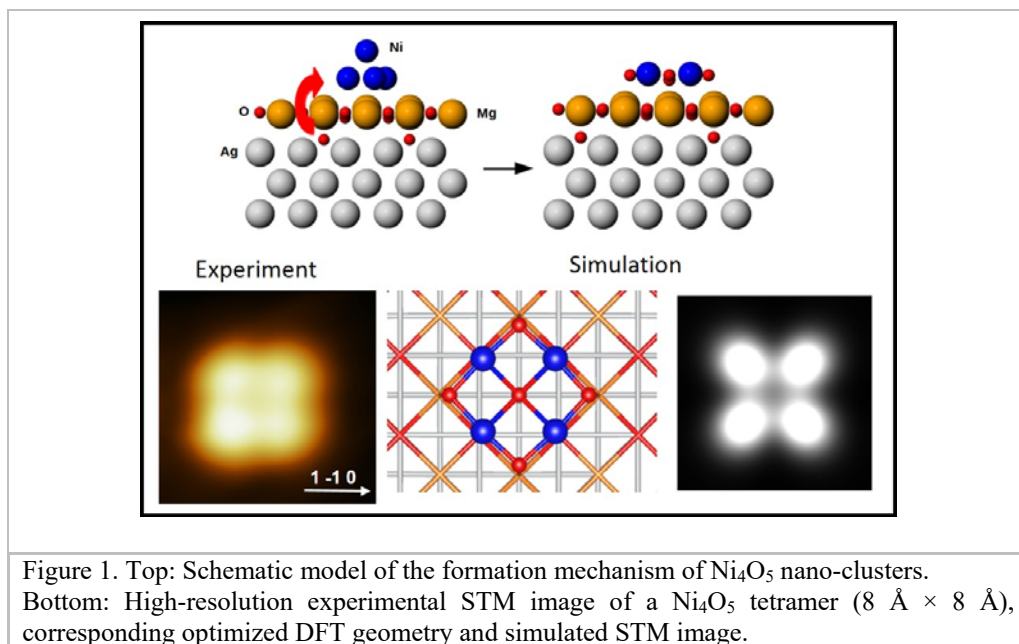 Ni
O
Mg
Ag
Experiment
Simulation
1 -1 0
Figure 1. Top: Schematic model of the formation mechanism of Ni₄O₅ nano-clusters.
Bottom: High-resolution experimental STM image of a Ni₄O₅ tetramer (8 Å × 8 Å),
corresponding optimized DFT geometry and simulated STM image.